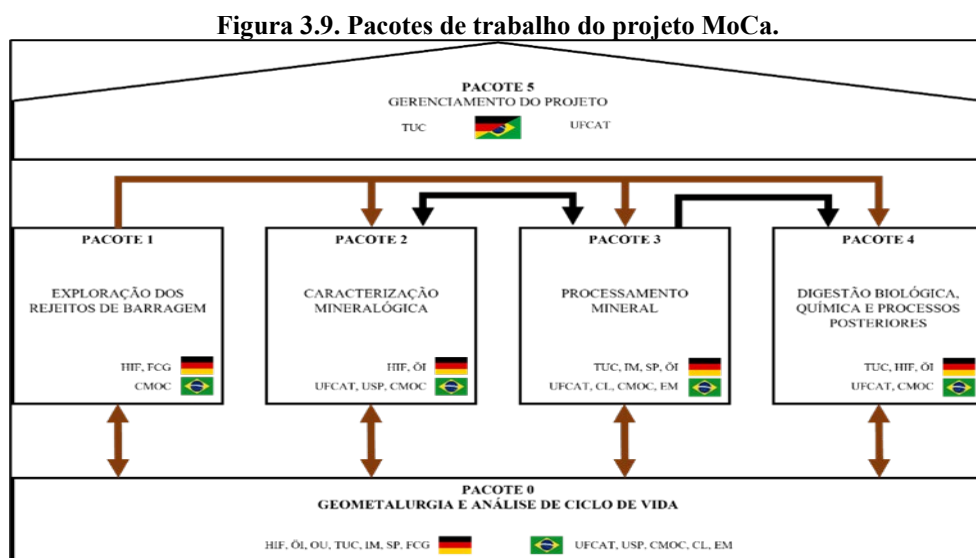 Figura 3.9. Pacotes de trabalho do projeto MoCa.
PACOTE 5
GERENCIAMENTO DO PROJETO
TUC
UFCAT
PACOTE 1
EXPLORAÇÃO DOS
REJEITOS DE BARRAGEM
HIF, FCG
CMOC
PACOTE 2
CARACTERIZAÇÃO
MINERALÓGICA
HIF, ÖI
UFCAT, USP, CMOC
PACOTE 3
PROCESSAMENTO
MINERAL
TUC, IM, SP, ÖI
UFCAT, CL, CMOC, EM
PACOTE 4
DIGESTÃO BIOLÓGICA,
QUÍMICA E PROCESSOS
POSTERIORES
TUC, HIF, ÖI
UFCAT, CMOC
PACOTE 0
GEOMETALURGIA E ANÁLISE DE CICLO DE VIDA
HIF, ÖI, OU, TUC, IM, SP, FCG
UFCAT, USP, CMOC, CL, EM